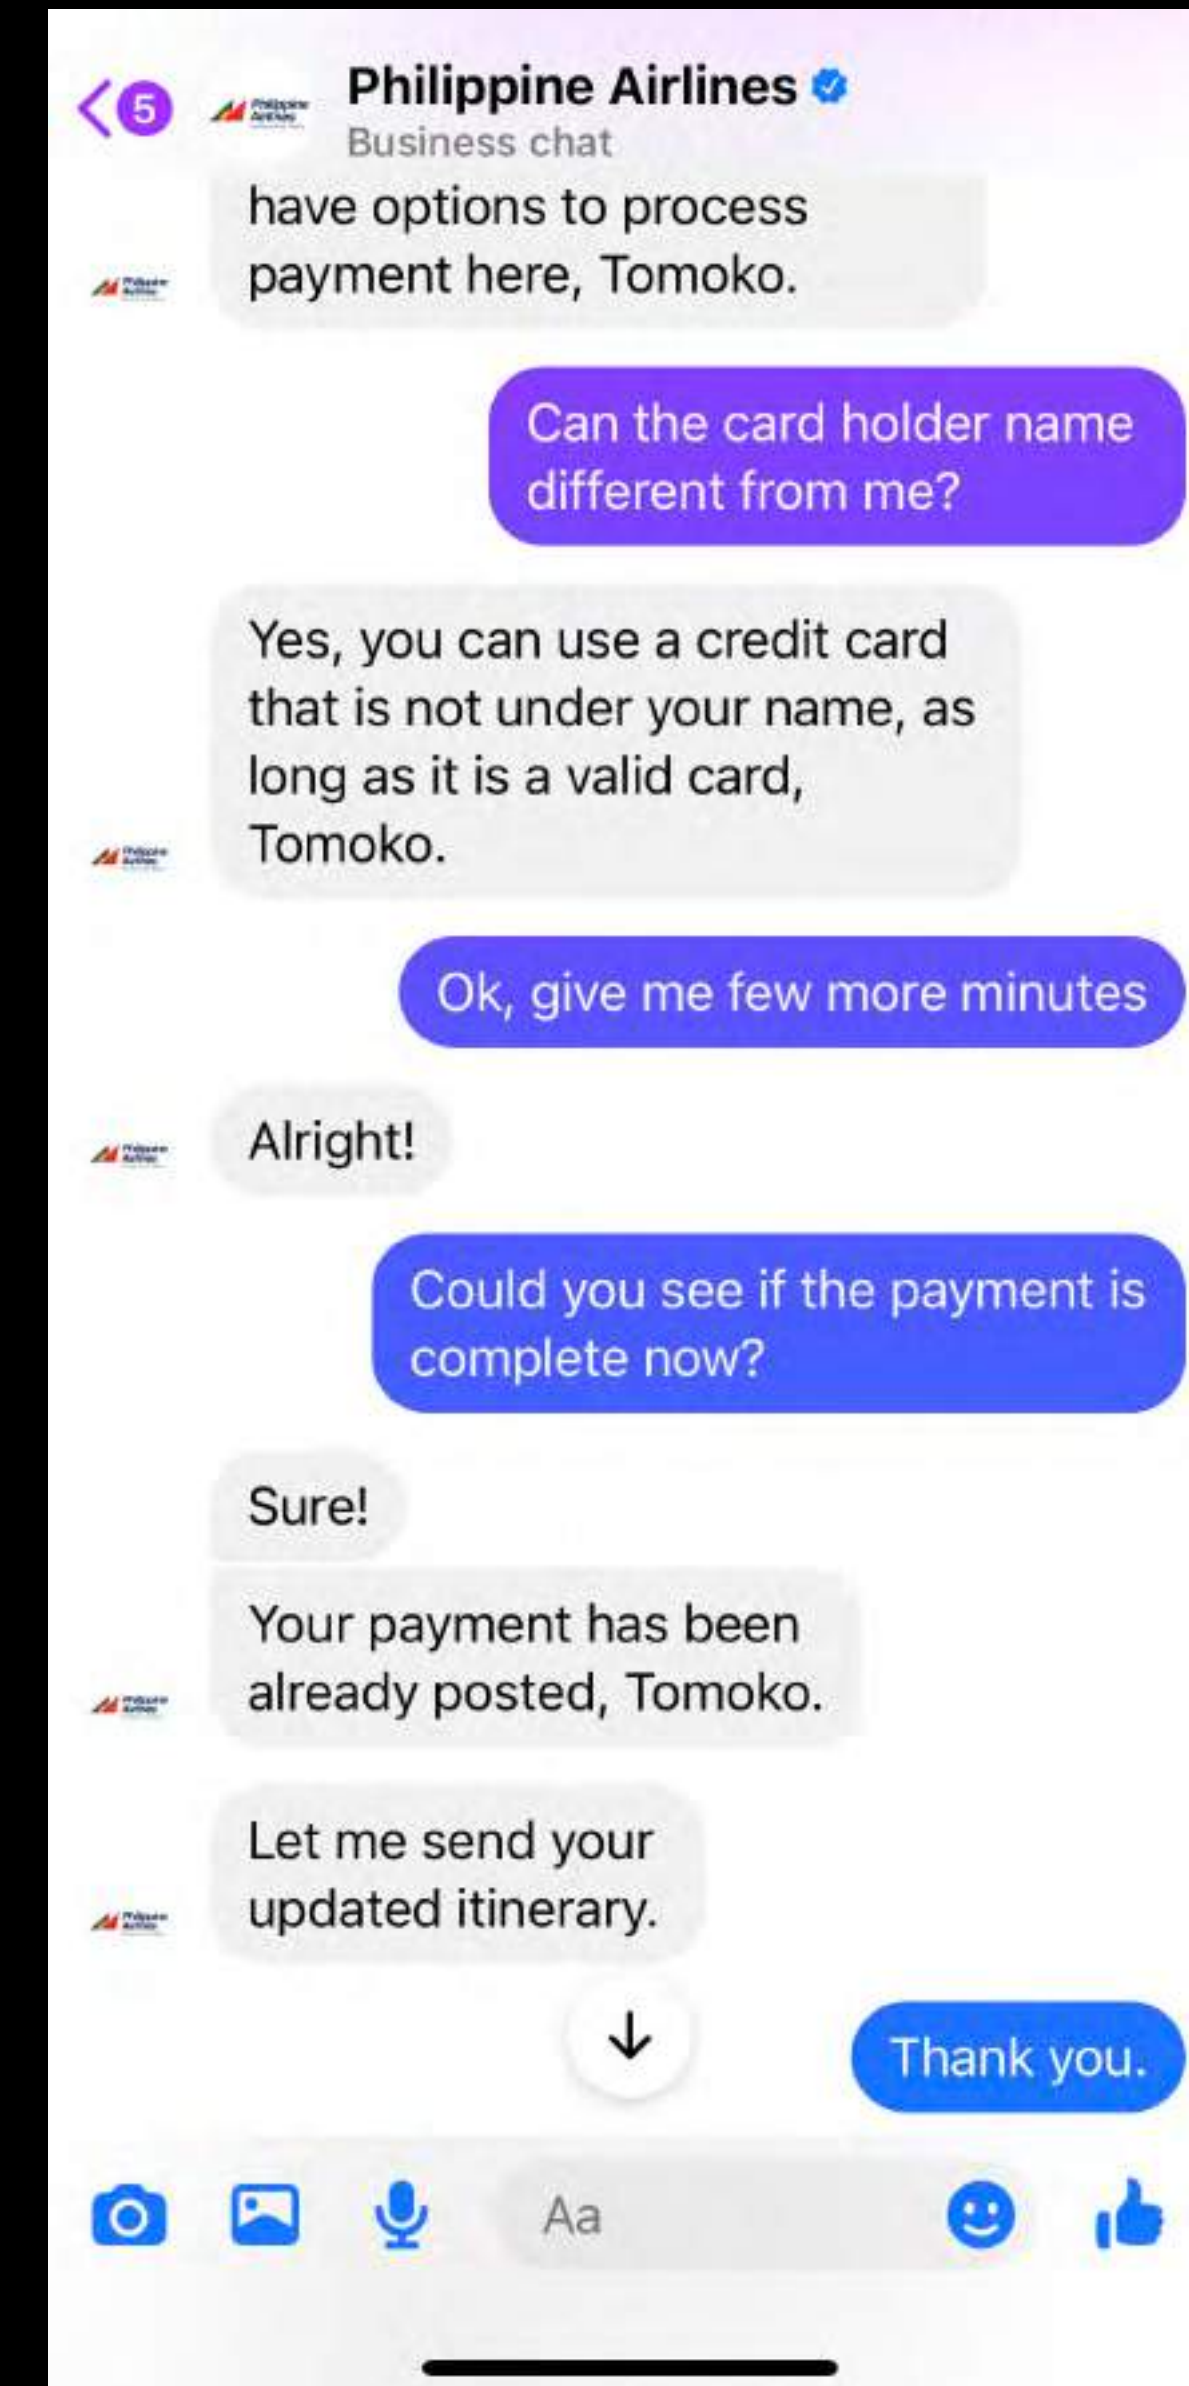 5
Philippine Airlines
Philippine Airlines
Business chat
have options to process
payment here, Tomoko.
Can the card holder name
different from me?
Yes, you can use a credit card
that is not under your name, as
long as it is a valid card,
Tomoko.
Ok, give me few more minutes
Alright!
Could you see if the payment is
complete now?
Sure!
Your payment has been
already posted, Tomoko.
Let me send your
updated itinerary.
Thank you.
Aa